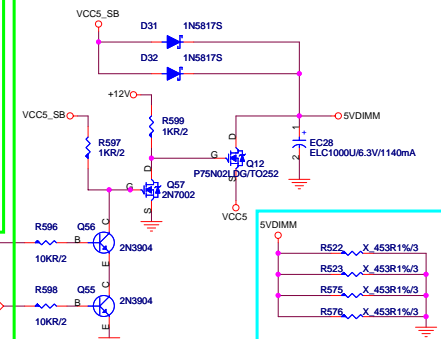 VCC5_SB
D31 1N5817S
D32 1N5817S
+12V
VCC5_SB
R599
1KR/2
R597
1KR/2
5VDIMM
1
+
EC28
ELC1000U/6.3V/1140mA
2
D
G
Q12
P75N02LDG/TO252
S
D
G
Q57
2N7002
S
VCC5
R596
10KR/2
Q56
C
B
2N3904
E
R598
10KR/2
Q55
C
B
2N3904
E
5VDIMM
R522 X_453R1%/3
R523 X_453R1%/3
R575 X_453R1%/3
R576 X_453R1%/3